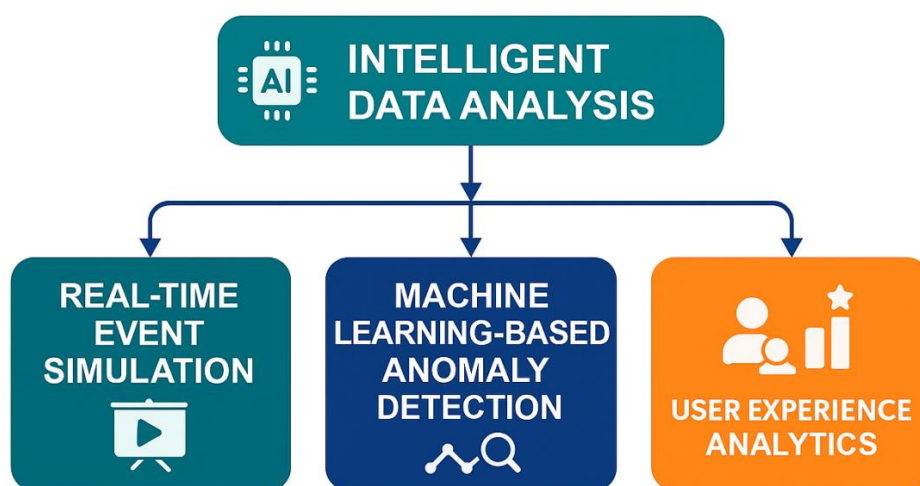 AI
INTELLIGENT
DATA ANALYSIS
REAL-TIME
EVENT
SIMULATION
MACHINE
LEARNING-BASED
ANOMALY
DETECTION
USER EXPERIENCE
ANALYTICS